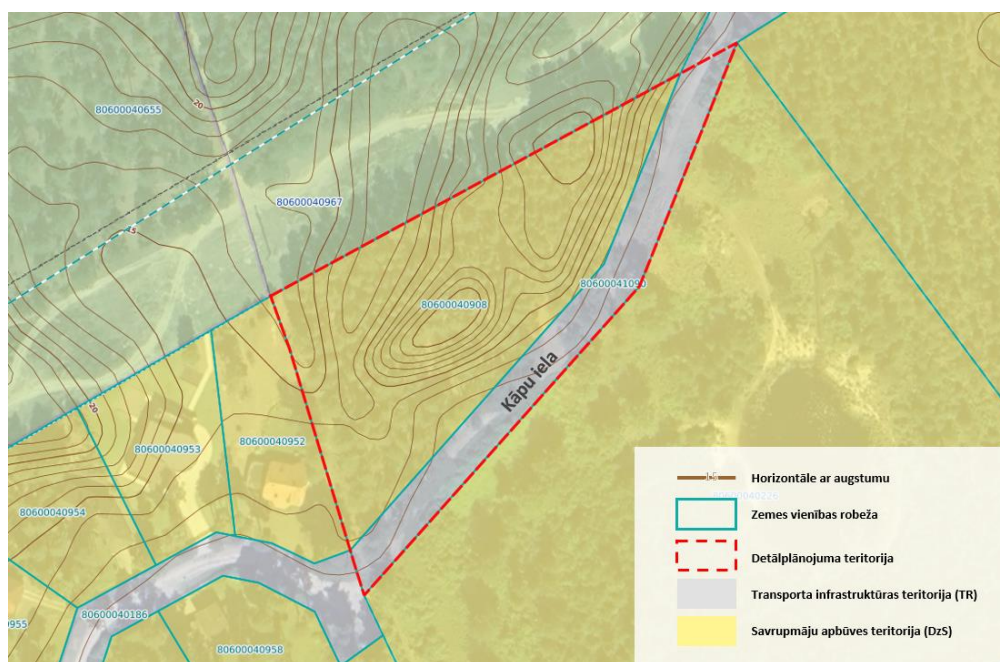 80600040655
20
80600040967
15
80600040908
80600041090
Kāpu iela
20
80600040953
80600040952
80600040954
80600040186
80600040958
Horizontāle ar augstumu
Zemes vienības robeža
Detālplānojuma teritorija
Transporta infrastruktūras teritorija (TR)
Savrupmāju apbūves teritorija (DzS)